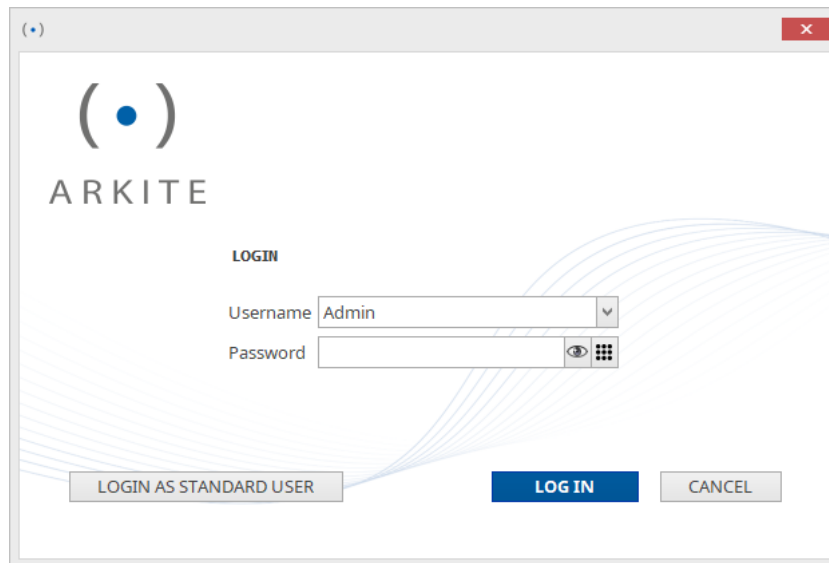 (•)
(•)
ARKITE
LOGIN
Username Admin
Password
LOGIN AS STANDARD USER LOG IN CANCEL